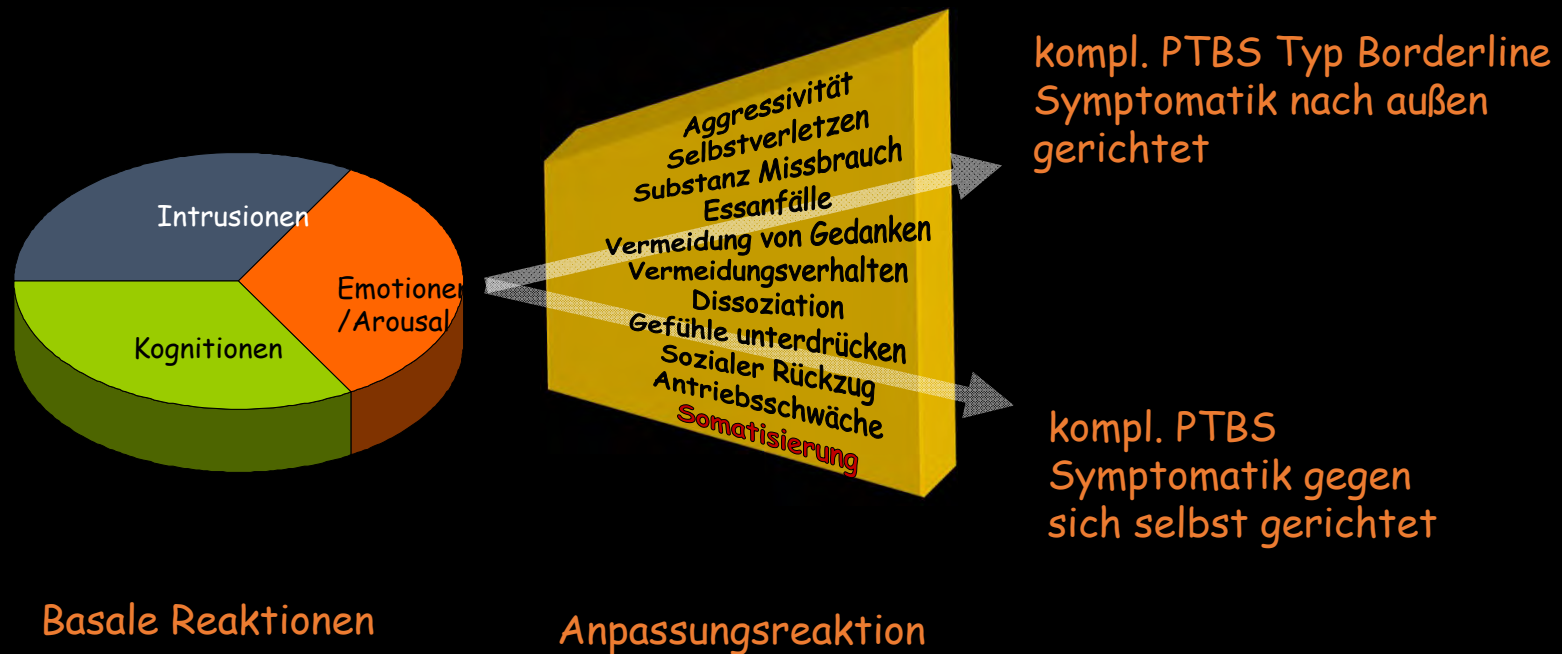 Intrusionen
Emotionen
/Arousal
Kognitionen
Basale Reaktionen
Aggressivität
Selbstverletzen
Substanz Missbrauch
Essanfälle
Vermeidung von Gedanken
Vermeidungsverhalten
Dissoziation
Gefühle unterdrücken
Sozialer Rückzug
Antriebsschwäche
Somatisierung
Anpassungsreaktion
kompl. PTBS Typ Borderline
Symptomatik nach außen
gerichtet
kompl. PTBS
Symptomatik gegen
sich selbst gerichtet